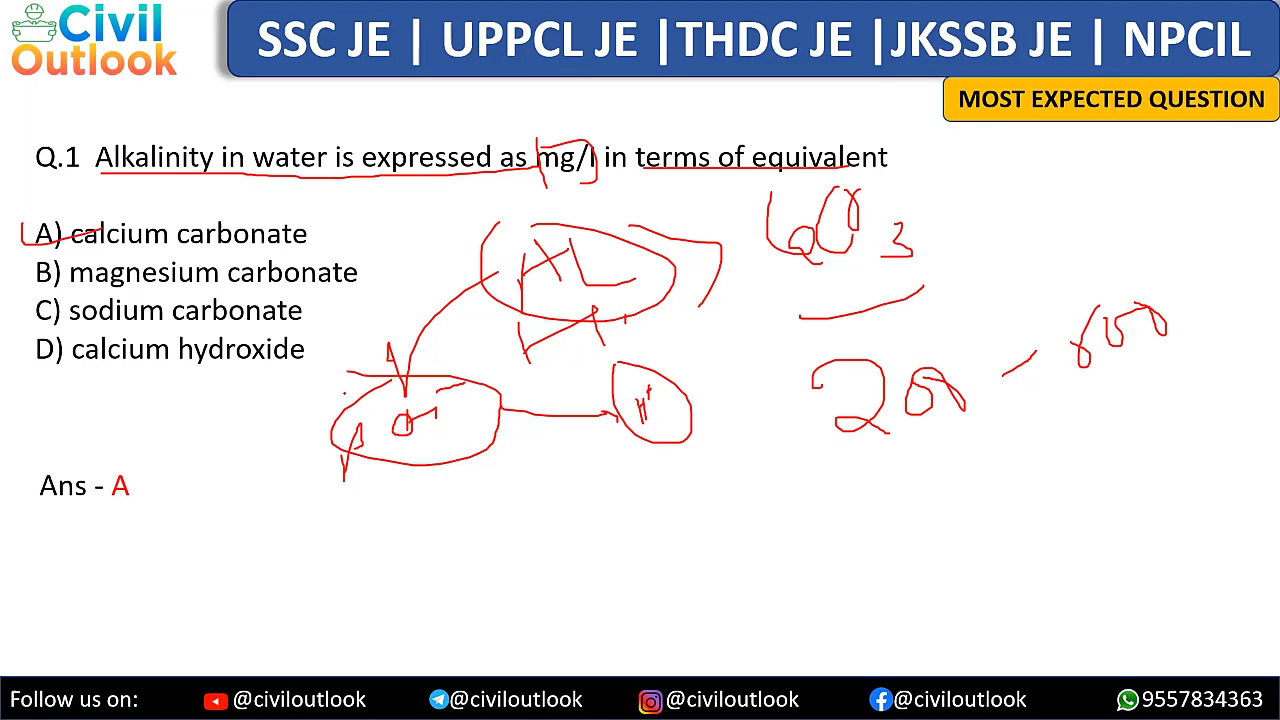 Civil
Outlook
SSC JE | UPPCL JE |THDC JE |JKSSB JE | NPCIL
MOST EXPECTED QUESTION
Q.1 Alkalinity in water is expressed as mg/l in terms of equivalent
A) calcium carbonate
B) magnesium carbonate
C) sodium carbonate
D) calcium hydroxide
H+
200 - 600
Ans - A
Follow us on: @civiloutlook @civiloutlook @civiloutlook @civiloutlook 9557834363